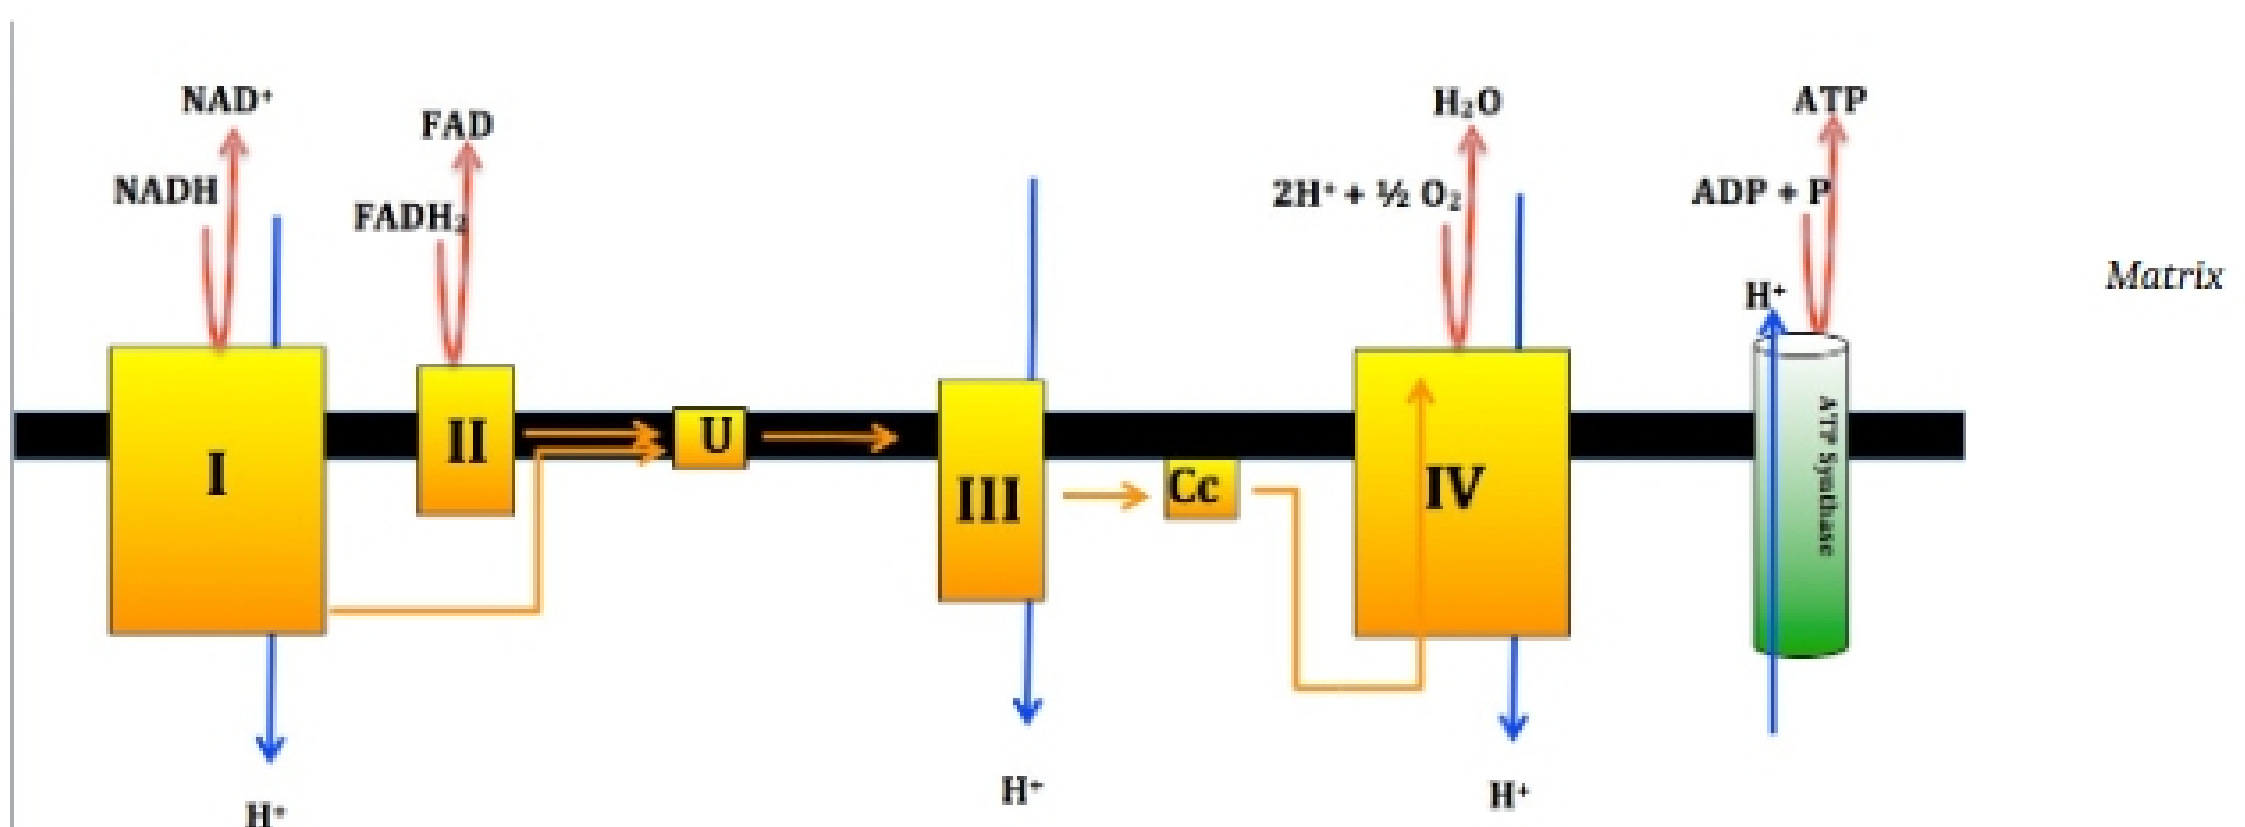 NAD⁺
FAD
H₂O
ATP
NADH
FADH₂
2H⁺ + ½ O₂
ADP + P
Matrix
H⁺
I
II
U
III
Cc
IV
ATP Synthase
H⁺
H⁺
H⁺